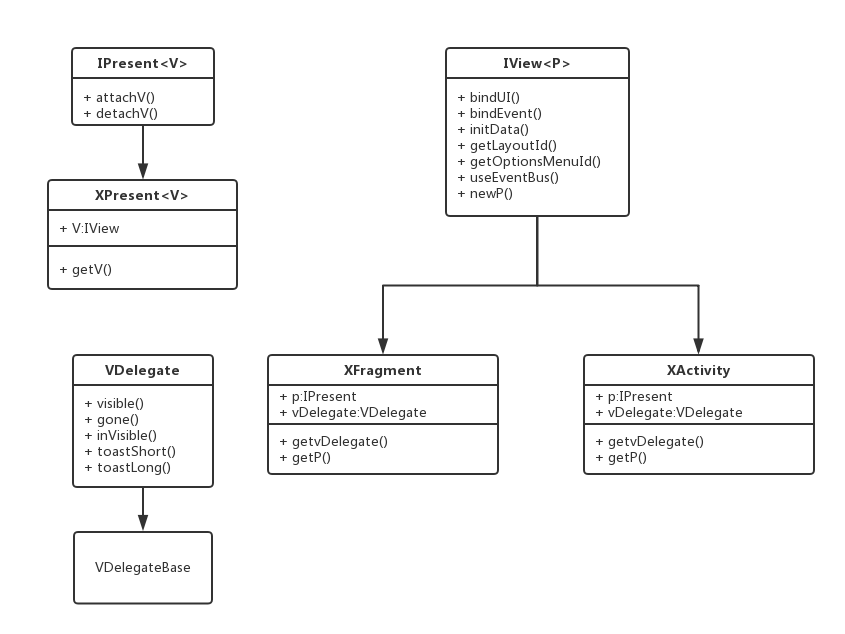 IPresent<V>
+ attachV()
+ detachV()
XPresent<V>
+ V:IView
+ getV()
IView<P>
+ bindUI()
+ bindEvent()
+ initData()
+ getLayoutId()
+ getOptionsMenuId()
+ useEventBus()
+ newP()
VDelegate
+ visible()
+ gone()
+ inVisible()
+ toastShort()
+ toastLong()
VDelegateBase
XFragment
+ p:IPresent
+ vDelegate:VDelegate
+ getvDelegate()
+ getP()
XActivity
+ p:IPresent
+ vDelegate:VDelegate
+ getvDelegate()
+ getP()